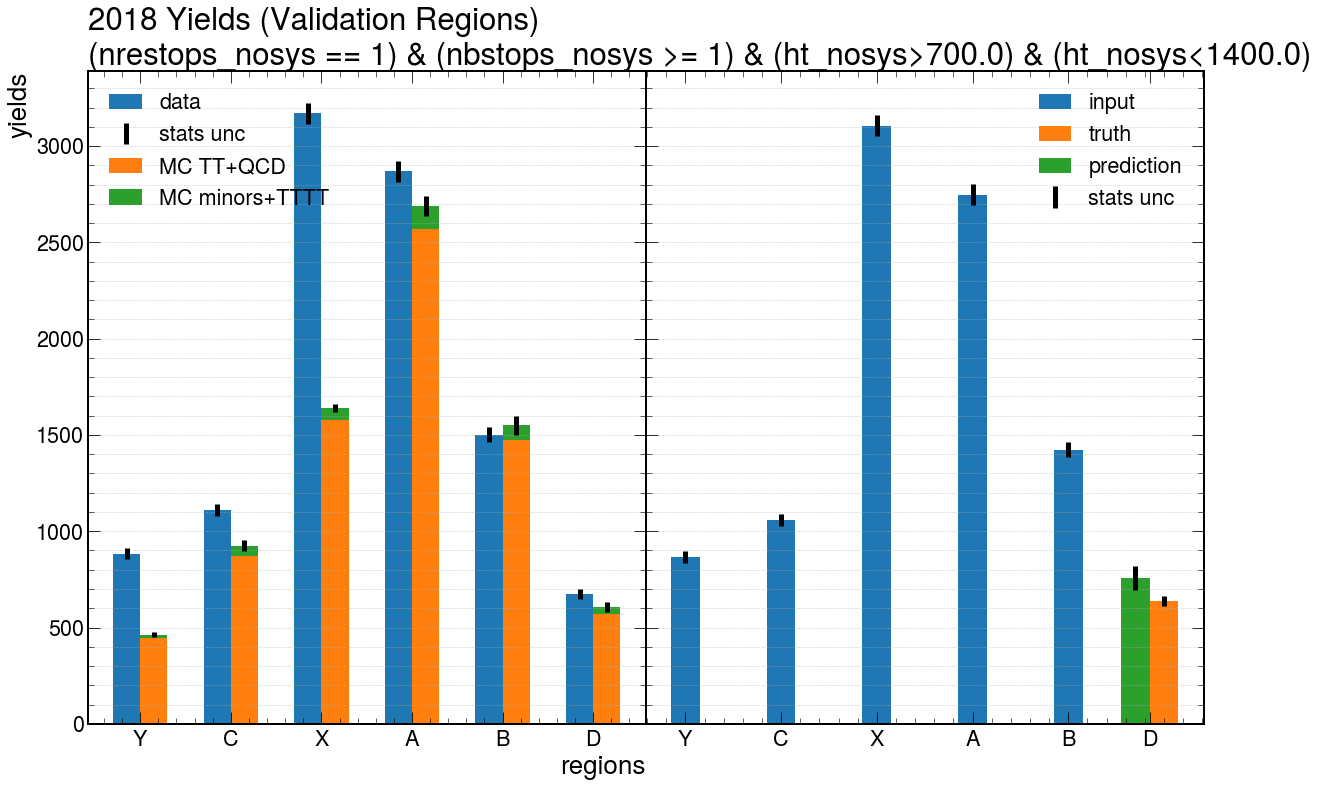 2018 Yields (Validation Regions)
(nrestops_nosys == 1) & (nbstops_nosys >= 1) & (ht_nosys>700.0) & (ht_nosys<1400.0)
yields
3000
2500
2000
1500
1000
500
0
data
stats unc
MC TT+QCD
MC minors+TTTT
input
truth
prediction
stats unc
Y C X A B D
Y C X A B D
regions